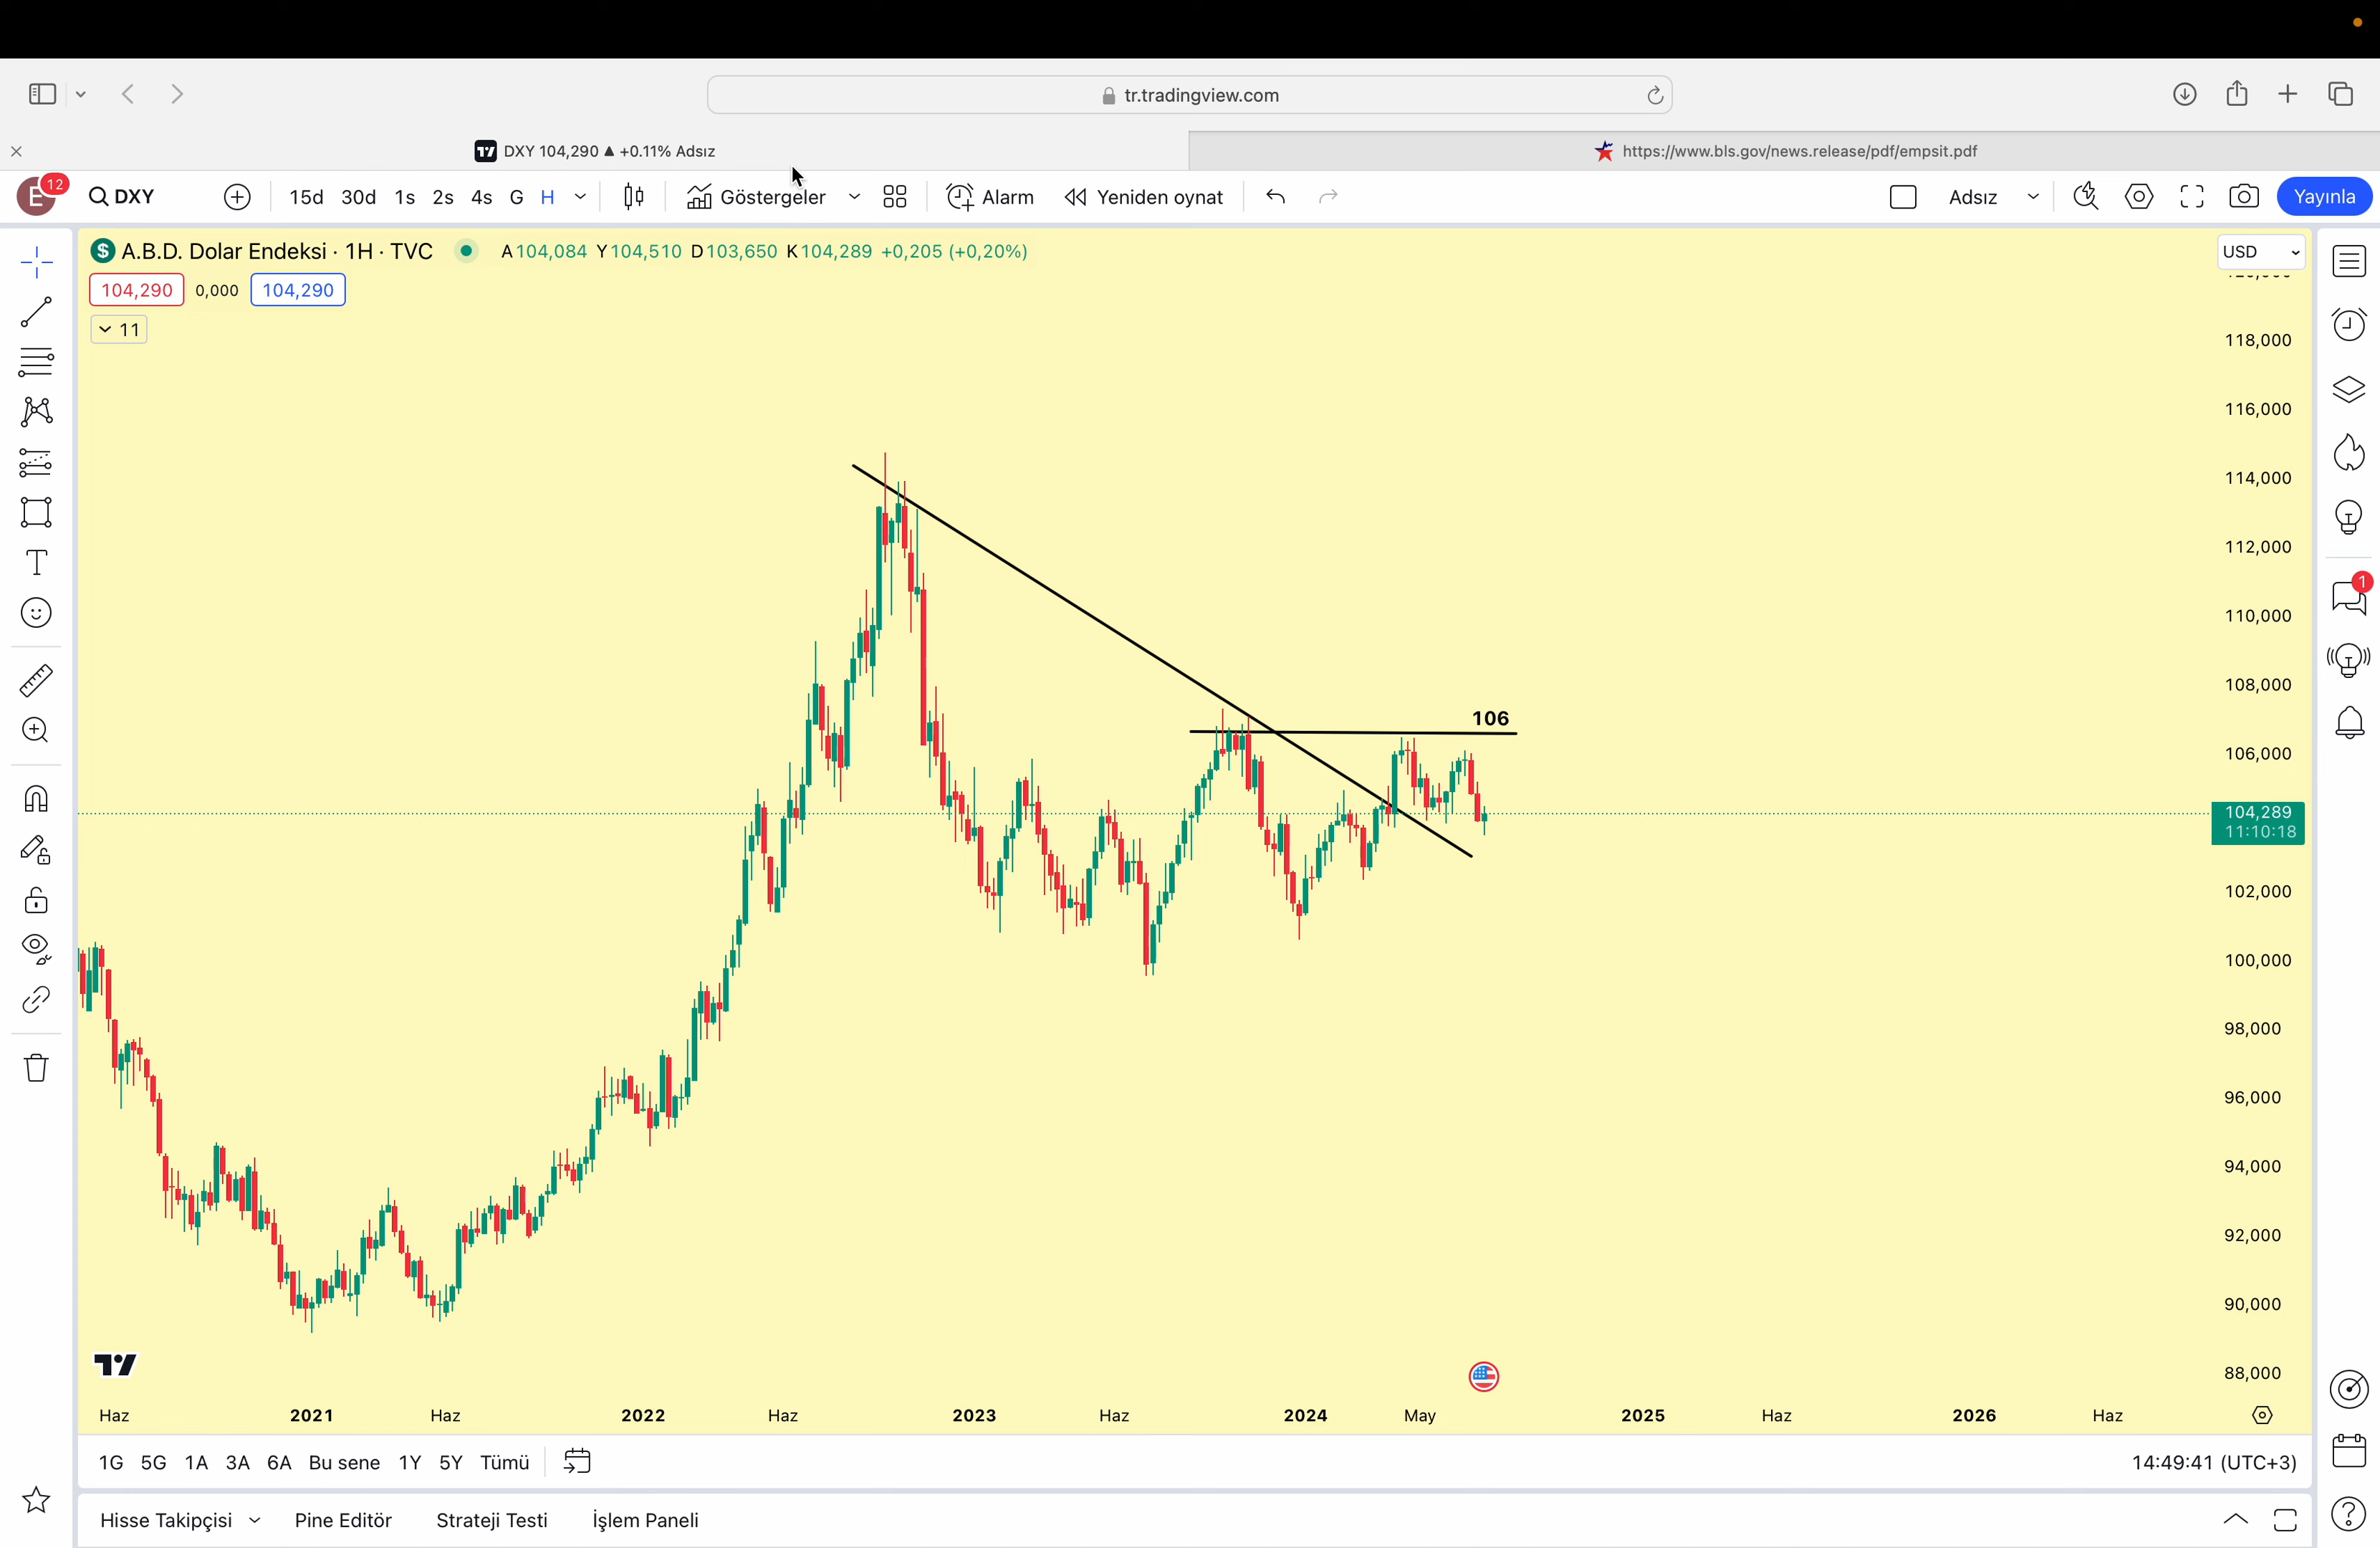 tr.tradingview.com
DXY 104,290 ▲ +0.11% Adsız
https://www.bls.gov/news.release/pdf/empsit.pdf
E 12 DXY 15d 30d 1s 2s 4s G H Göstergeler Alarm Yeniden oynat Adsız Yayınla
A.B.D. Dolar Endeksi · 1H · TVC A104,084 Y104,510 D103,650 K104,289 +0,205 (+0,20%)
USD
104,290 0,000 104,290
11
118,000
116,000
114,000
112,000
110,000
1
108,000
106
106,000
104,289
11:10:18
102,000
100,000
98,000
96,000
94,000
92,000
90,000
88,000
Haz 2021 Haz 2022 Haz 2023 Haz 2024 May 2025 Haz 2026 Haz
1G 5G 1A 3A 6A Bu sene 1Y 5Y Tümü 14:49:41 (UTC+3)
Hisse Takipçisi Pine Editör Strateji Testi İşlem Paneli